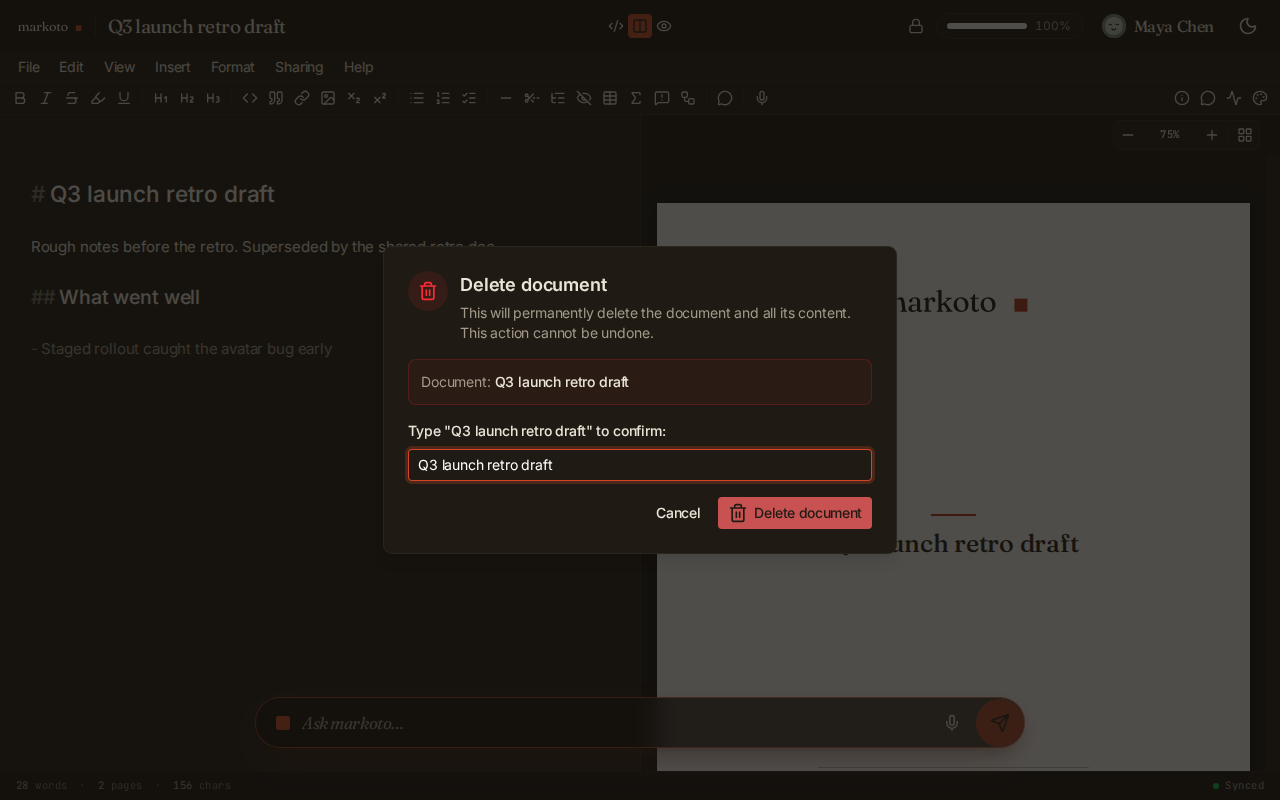 markoto
Q3 launch retro draft
100%
Maya Chen
File Edit View Insert Format Sharing Help
H1 H2 H3
75%
# Q3 launch retro draft
Rough notes before the retro. Superseded by the shared retro doc.
## What went well
- Staged rollout caught the avatar bug early
Delete document
This will permanently delete the document and all its content.
This action cannot be undone.
Document: Q3 launch retro draft
Type "Q3 launch retro draft" to confirm:
Q3 launch retro draft
Cancel
Delete document
markoto
launch retro draft
Ask markoto...
28 words · 2 pages · 156 chars
Synced